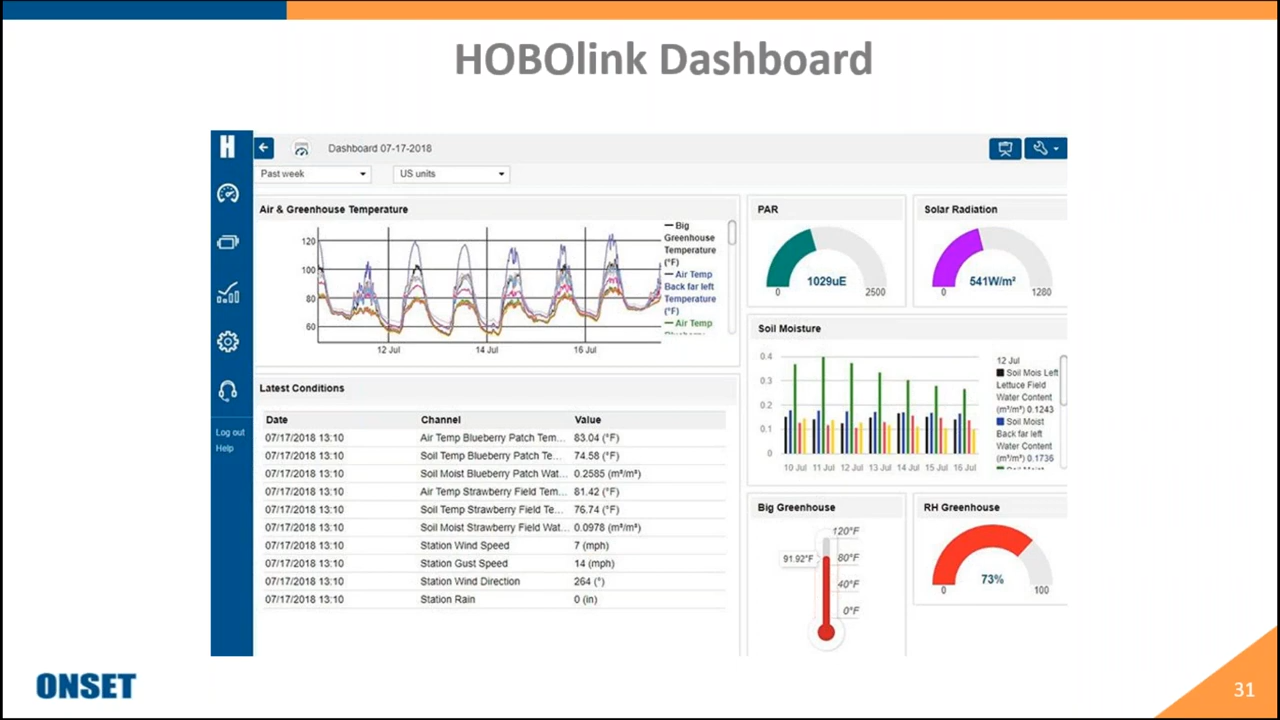 HOBOlink Dashboard
H
Dashboard 07-17-2018
Past week
US units
Air & Greenhouse Temperature
120
100
80
60
12 Jul
14 Jul
16 Jul
Big
Greenhouse
Temperature
(°F)
Air Temp
Back far left
Temperature
(°F)
Air Temp
PAR
1029uE
0
2500
Solar Radiation
541W/m²
0
1280
Soil Moisture
0.4
0.3
0.2
0.1
0
10 Jul 11 Jul 12 Jul 13 Jul 14 Jul 15 Jul 16 Jul
12 Jul
Soil Mois Left
Lettuce Field
Water Content
(m³/m³) 0.1243
Soil Moist
Back far left
Water Content
(m³/m³) 0.1736
Log out
Help
Latest Conditions
Date Channel Value
07/17/2018 13:10 Air Temp Blueberry Patch Tem... 83.04 (°F)
07/17/2018 13:10 Soil Temp Blueberry Patch Te... 74.58 (°F)
07/17/2018 13:10 Soil Moist Blueberry Patch Wat... 0.2585 (m³/m³)
07/17/2018 13:10 Air Temp Strawberry Field Tem... 81.42 (°F)
07/17/2018 13:10 Soil Temp Strawberry Field Te... 76.74 (°F)
07/17/2018 13:10 Soil Moist Strawberry Field Wat... 0.0978 (m³/m³)
07/17/2018 13:10 Station Wind Speed 7 (mph)
07/17/2018 13:10 Station Gust Speed 14 (mph)
07/17/2018 13:10 Station Wind Direction 264 (°)
07/17/2018 13:10 Station Rain 0 (in)
Big Greenhouse
120°F
91.92°F
80°F
40°F
0°F
RH Greenhouse
73%
0
100
ONSET
31